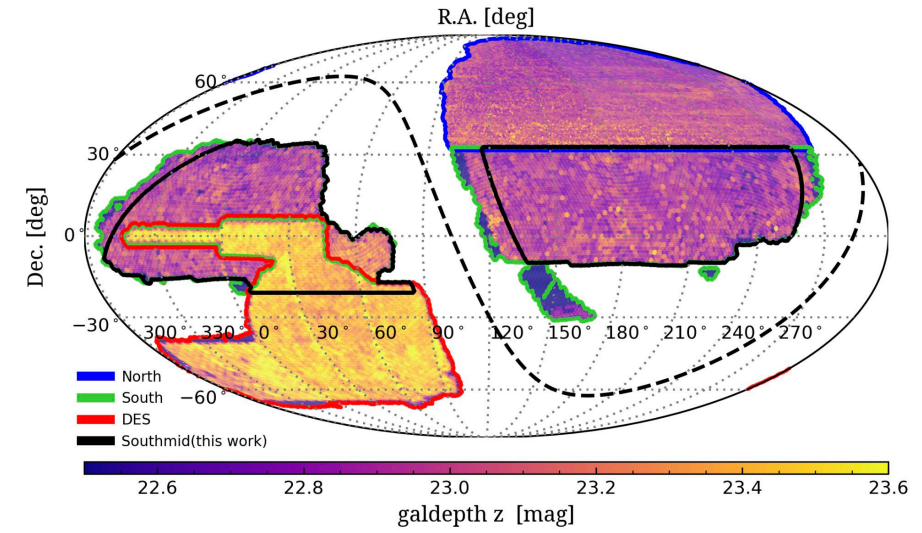 R.A. [deg]
60°
30°
Dec. [deg]
0°
−30°
300° 330° 0° 30° 60° 90° 120° 150° 180° 210° 240° 270°
−60°
North
South
DES
Southmid(this work)
22.6 22.8 23.0 23.2 23.4 23.6
galdepth z [mag]